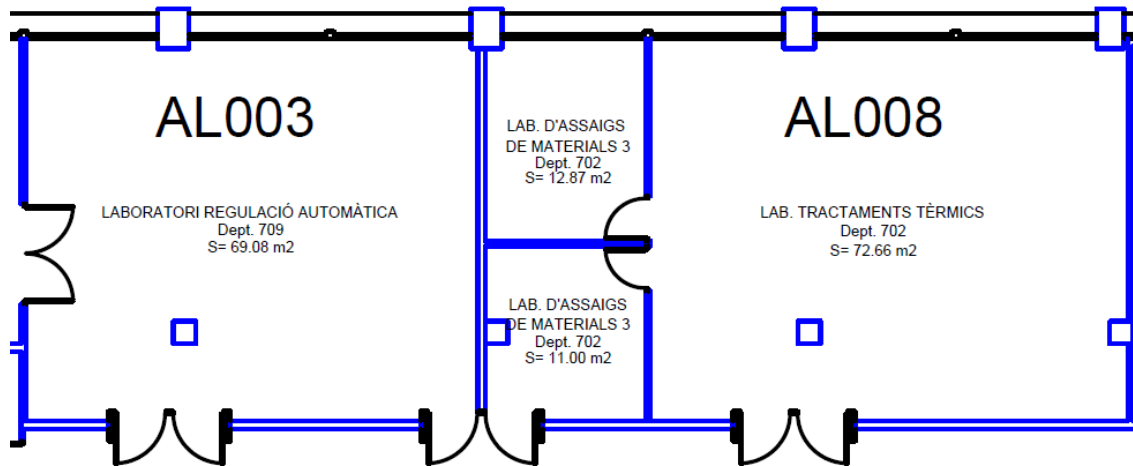 AL003
LABORATORI REGULACIÓ AUTOMÀTICA
Dept. 709
S= 69.08 m2
LAB. D'ASSAIGS
DE MATERIALS 3
Dept. 702
S= 12.87 m2
LAB. D'ASSAIGS
DE MATERIALS 3
Dept. 702
S= 11.00 m2
AL008
LAB. TRACTAMENTS TÈRMICS
Dept. 702
S= 72.66 m2